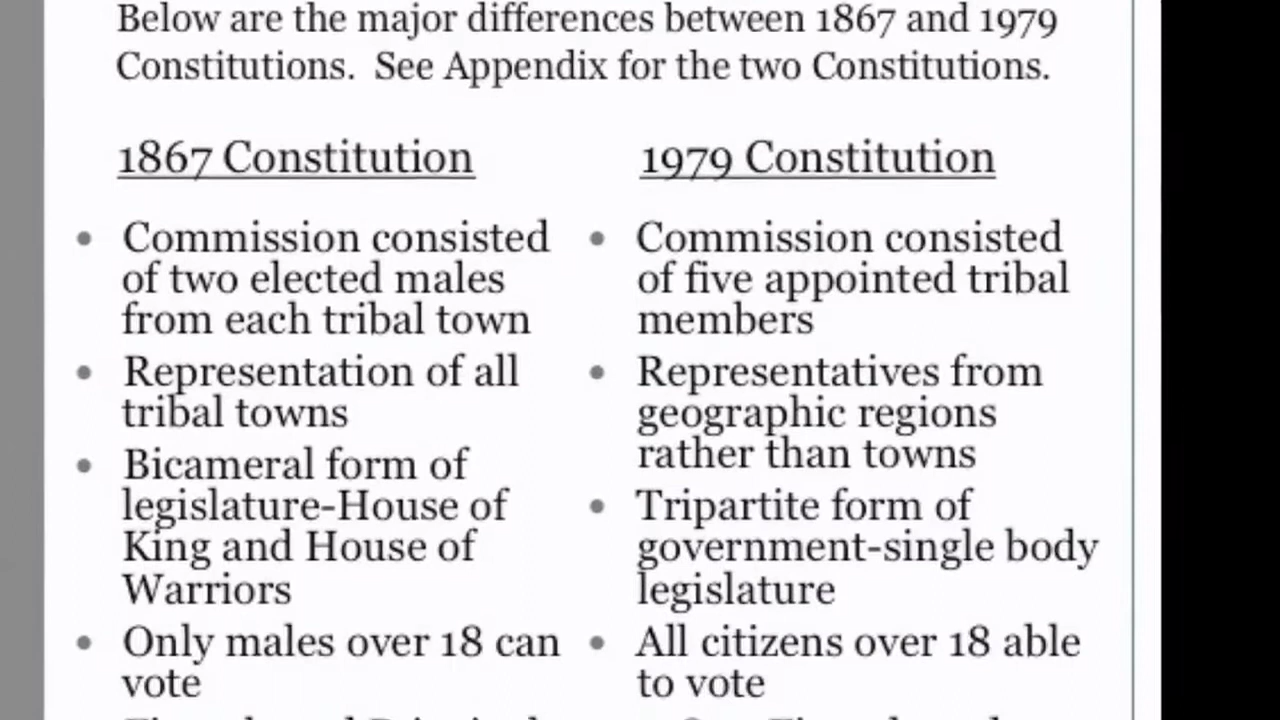 Below are the major differences between 1867 and 1979
Constitutions. See Appendix for the two Constitutions.
1867 Constitution
• Commission consisted
of two elected males
from each tribal town
• Representation of all
tribal towns
• Bicameral form of
legislature-House of
King and House of
Warriors
• Only males over 18 can
vote
1979 Constitution
• Commission consisted
of five appointed tribal
members
• Representatives from
geographic regions
rather than towns
• Tripartite form of
government-single body
legislature
• All citizens over 18 able
to vote